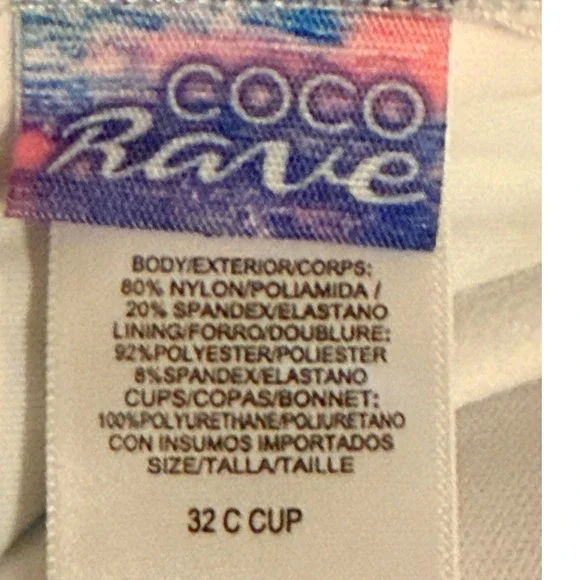 COCO
Rave
BODY/EXTERIOR/CORPS:
80% NYLON/POLIAMIDA /
20% SPANDEX/ELASTANO
LINING/FORRO/DOUBLURE:
92%POLYESTER/POLIESTER
8%SPANDEX/ELASTANO
CUPS/COPAS/BONNET:
100%POLYURETHANE/POLIURETANO
CON INSUMOS IMPORTADOS
SIZE/TALLA/TAILLE
32 C CUP